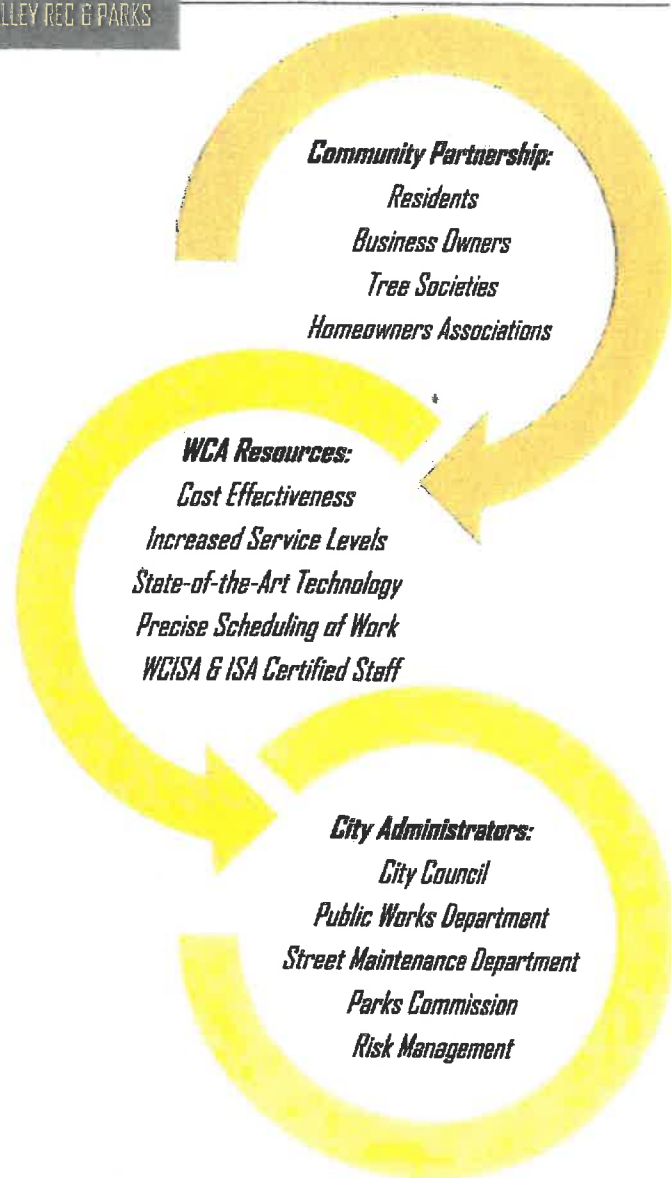 REC & PARKS
Community Partnership:
Residents
Business Owners
Tree Societies
Homeowners Associations
WCA Resources:
Cost Effectiveness
Increased Service Levels
State-of-the-Art Technology
Precise Scheduling of Work
WCISA & ISA Certified Staff
City Administrators:
City Council
Public Works Department
Street Maintenance Department
Parks Commission
Risk Management